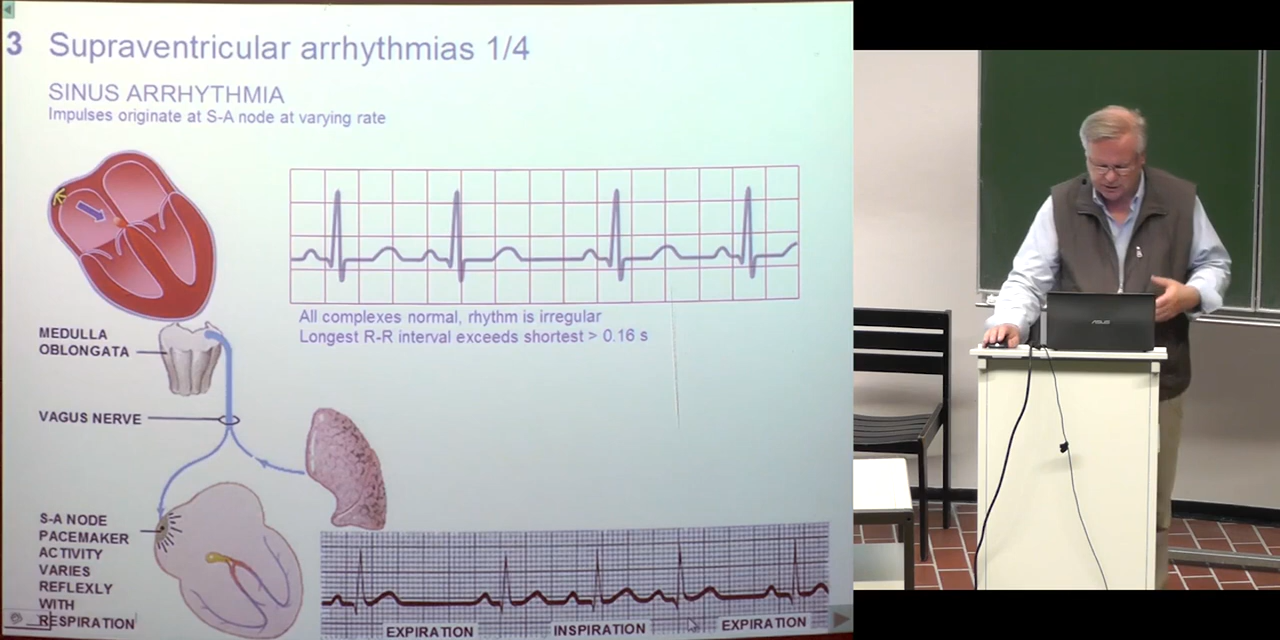 3 Supraventricular arrhythmias 1/4
SINUS ARRHYTHMIA
Impulses originate at S-A node at varying rate
All complexes normal, rhythm is irregular
Longest R-R interval exceeds shortest > 0.16 s
MEDULLA
OBLONGATA
VAGUS NERVE
S-A NODE
PACEMAKER
ACTIVITY
VARIES
REFLEXLY
WITH
RESPIRATION
EXPIRATION
INSPIRATION
EXPIRATION
ASUS